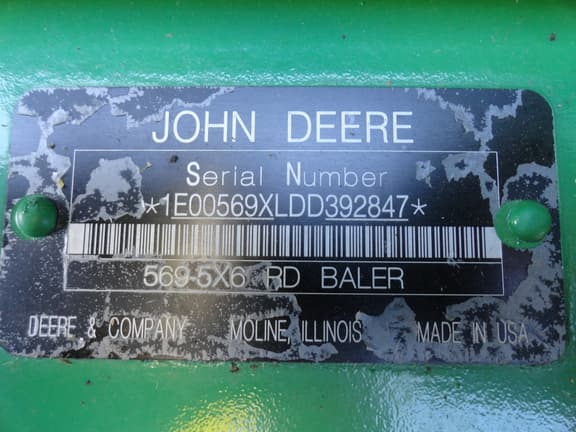 JOHN DEERE
Serial Number
*1E00569XLDD392847*
569-5X6 RD BALER
DEERE & COMPANY MOLINE, ILLINOIS MADE IN USA